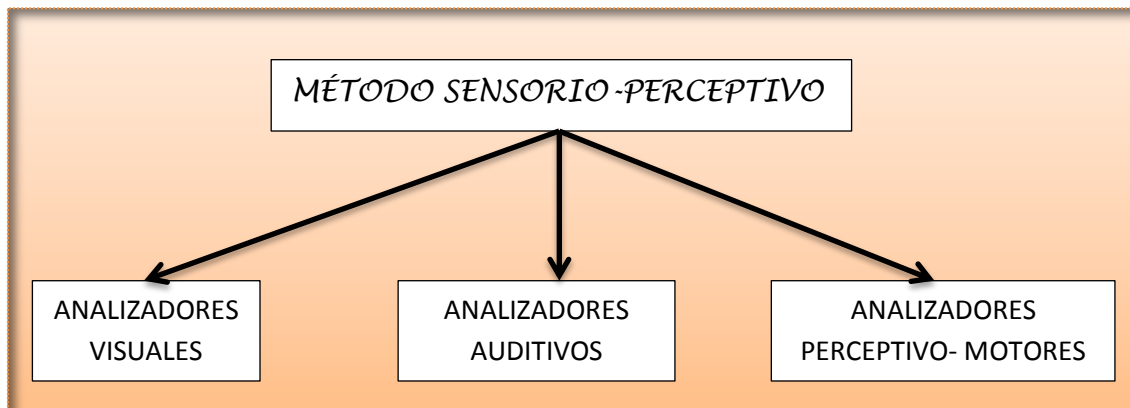 MÉTODO SENSORIO-PERCEPTIVO
ANALIZADORES
VISUALES
ANALIZADORES
AUDITIVOS
ANALIZADORES
PERCEPTIVO- MOTORES